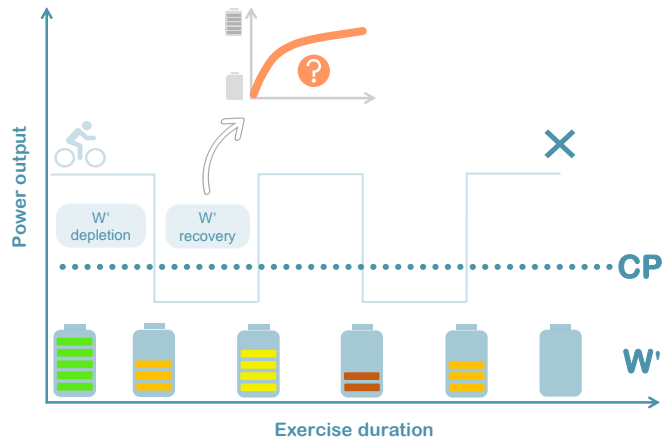 ?
Power output
W'
depletion
W'
recovery
CP
W'
Exercise duration